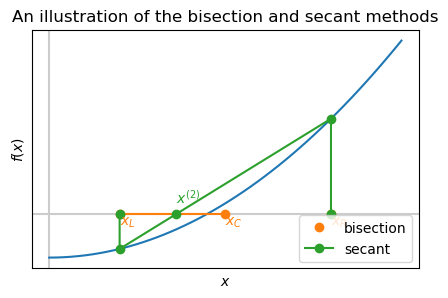 An illustration of the bisection and secant methods
f(x)
x^{(2)}
x_L
x_C
bisection
secant
x